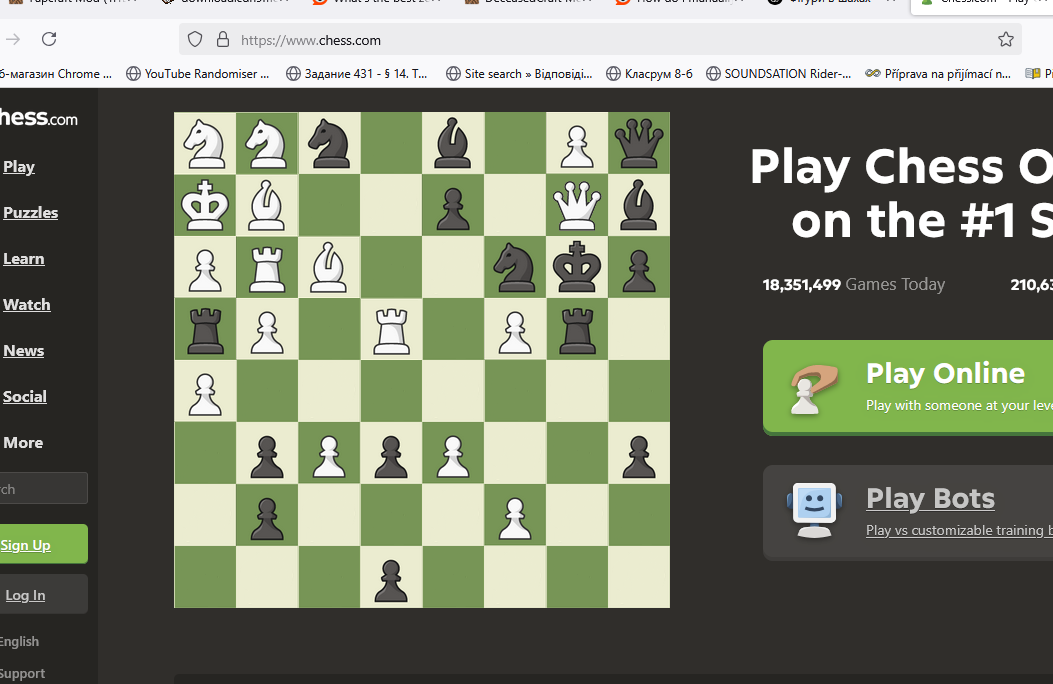 https://www.chess.com
б-магазин Chrome ...
YouTube Randomiser ...
Задание 431 - § 14. Т...
Site search » Відповіді...
Класрум 8-б
SOUNDSATION Rider-...
Příprava na přijímací n...
hess.com
Play
Puzzles
Learn
Watch
News
Social
More
rch
Sign Up
Log In
English
Support
Play Chess O
on the #1 S
18,351,499 Games Today
210,63
Play Online
Play with someone at your leve
Play Bots
Play vs customizable training b